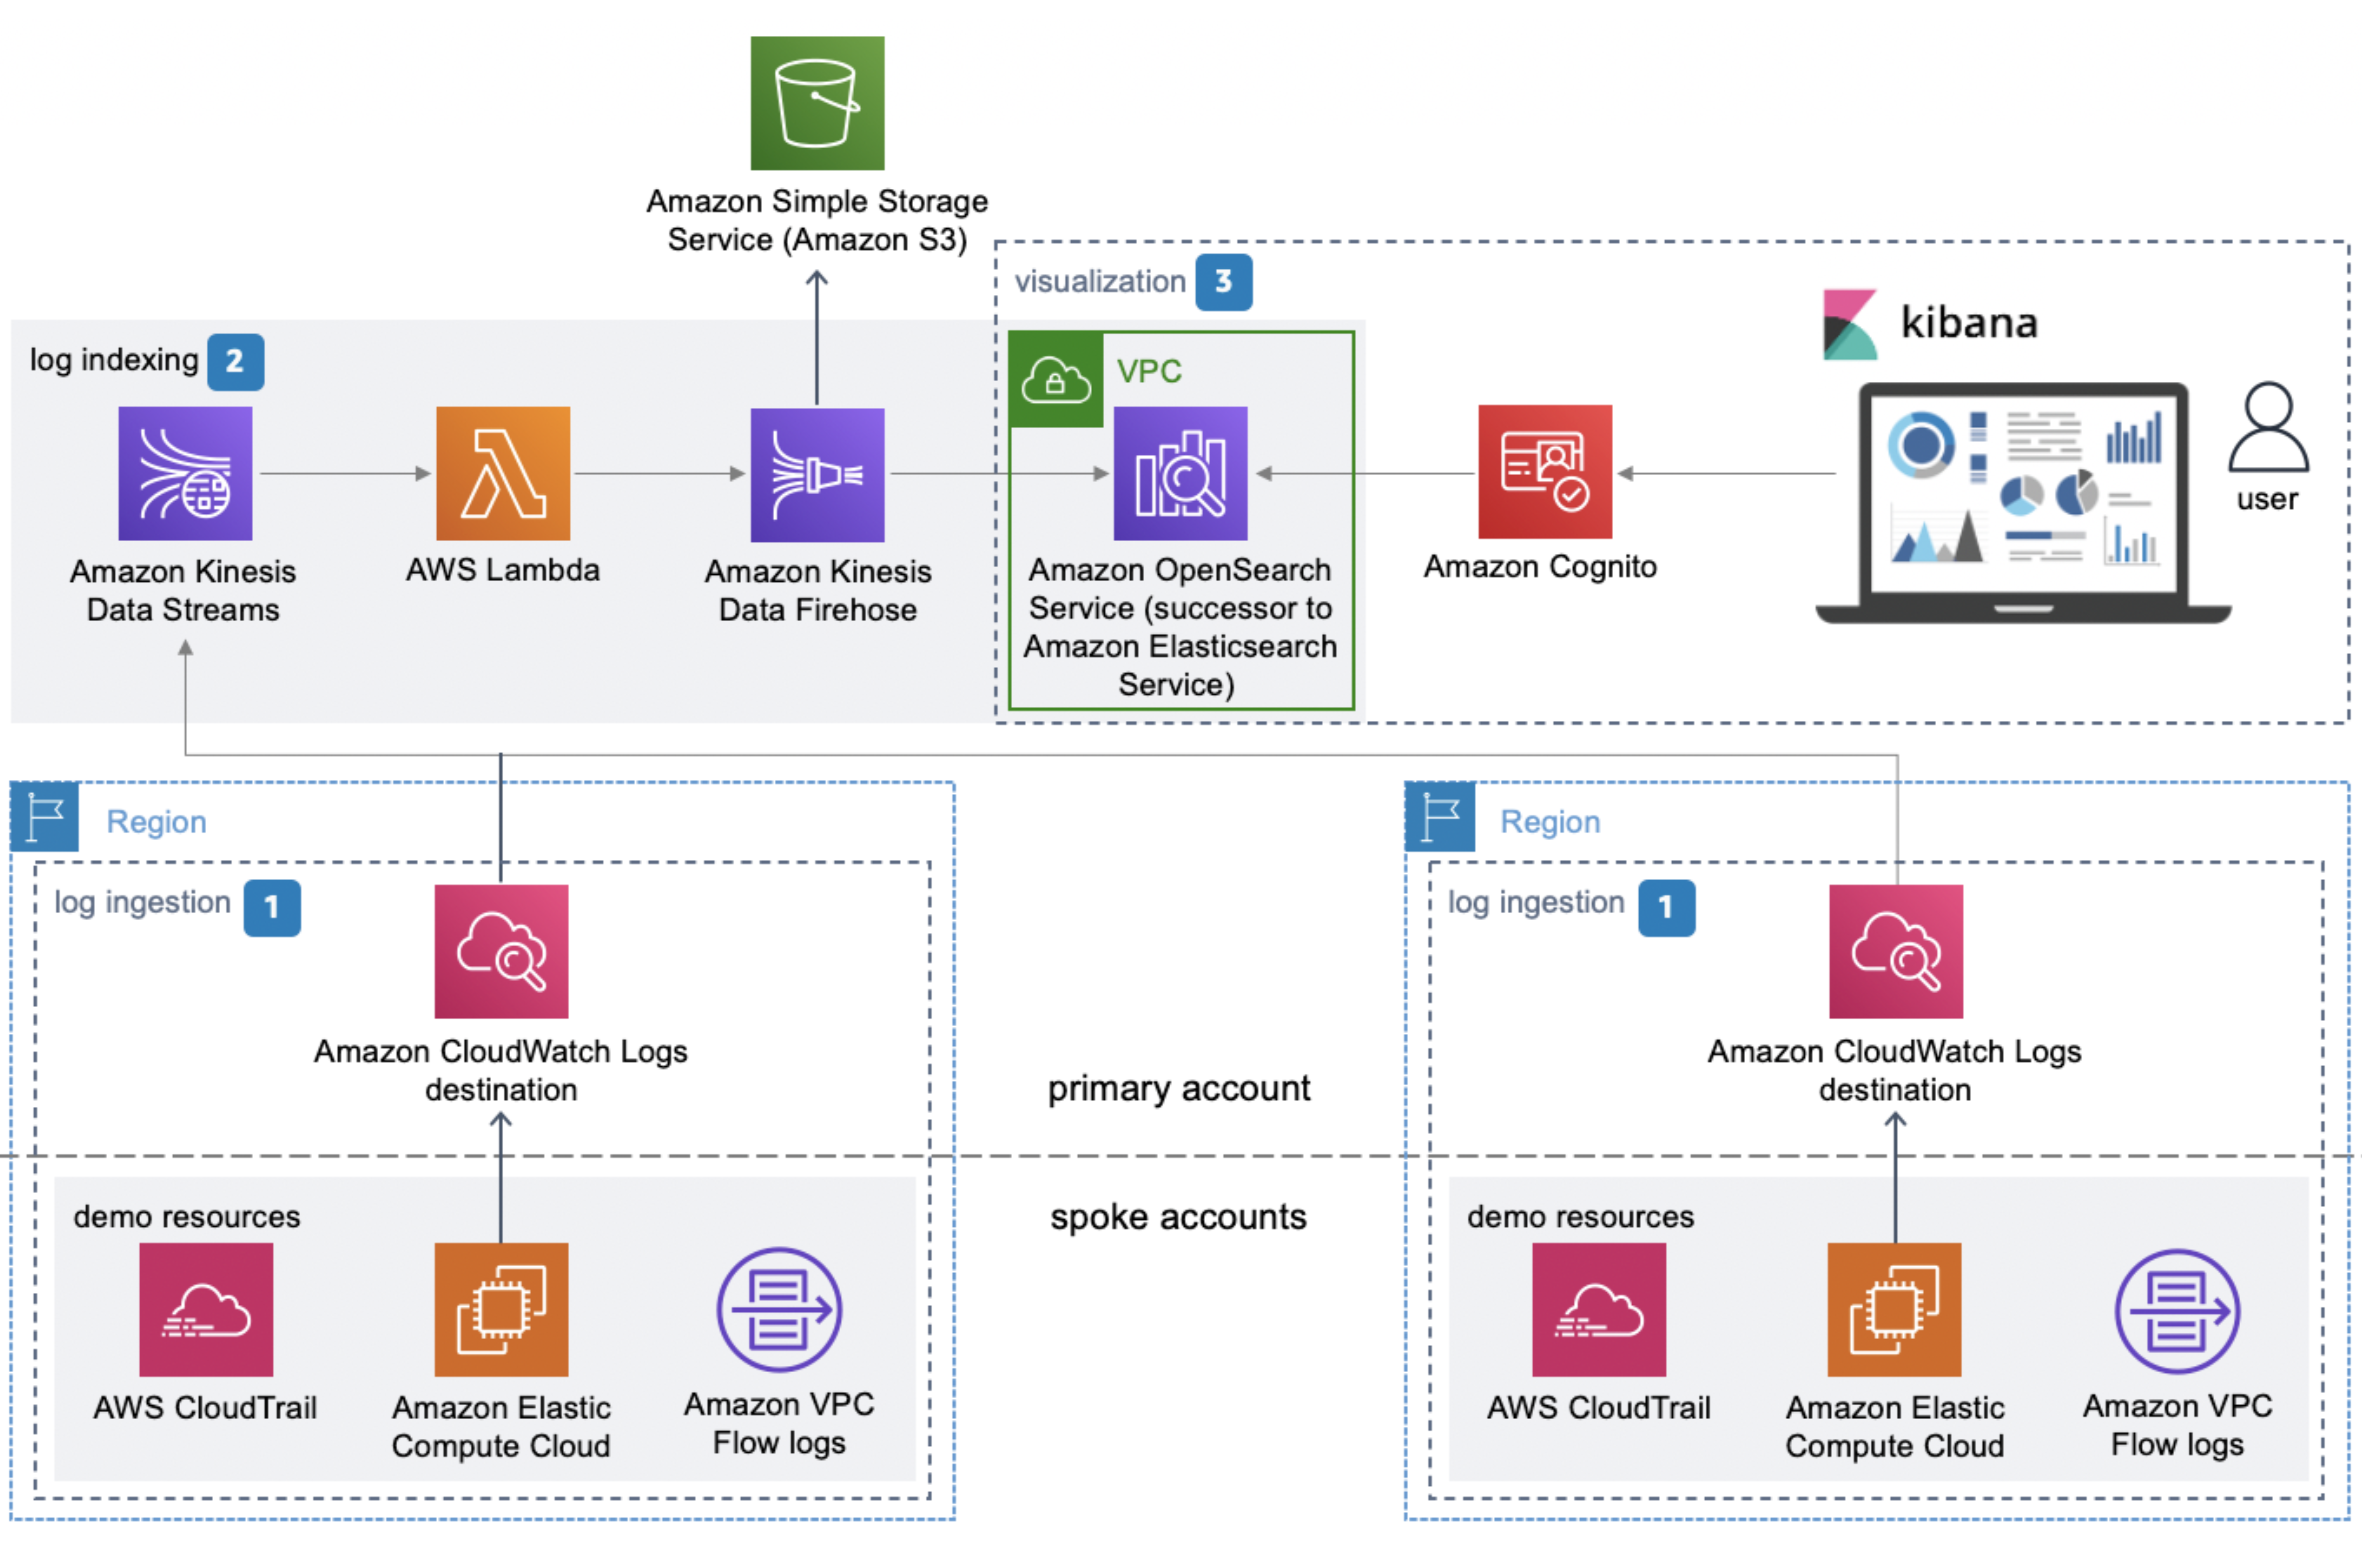 Amazon Simple Storage
Service (Amazon S3)
visualization 3
kibana
log indexing 2
VPC
user
Amazon Kinesis
Data Streams
AWS Lambda
Amazon Kinesis
Data Firehose
Amazon OpenSearch
Service (successor to
Amazon Elasticsearch
Service)
Amazon Cognito
Region
log ingestion 1
Amazon CloudWatch Logs
destination
Region
log ingestion 1
Amazon CloudWatch Logs
destination
primary account
spoke accounts
demo resources
AWS CloudTrail
Amazon Elastic
Compute Cloud
Amazon VPC
Flow logs
demo resources
AWS CloudTrail
Amazon Elastic
Compute Cloud
Amazon VPC
Flow logs